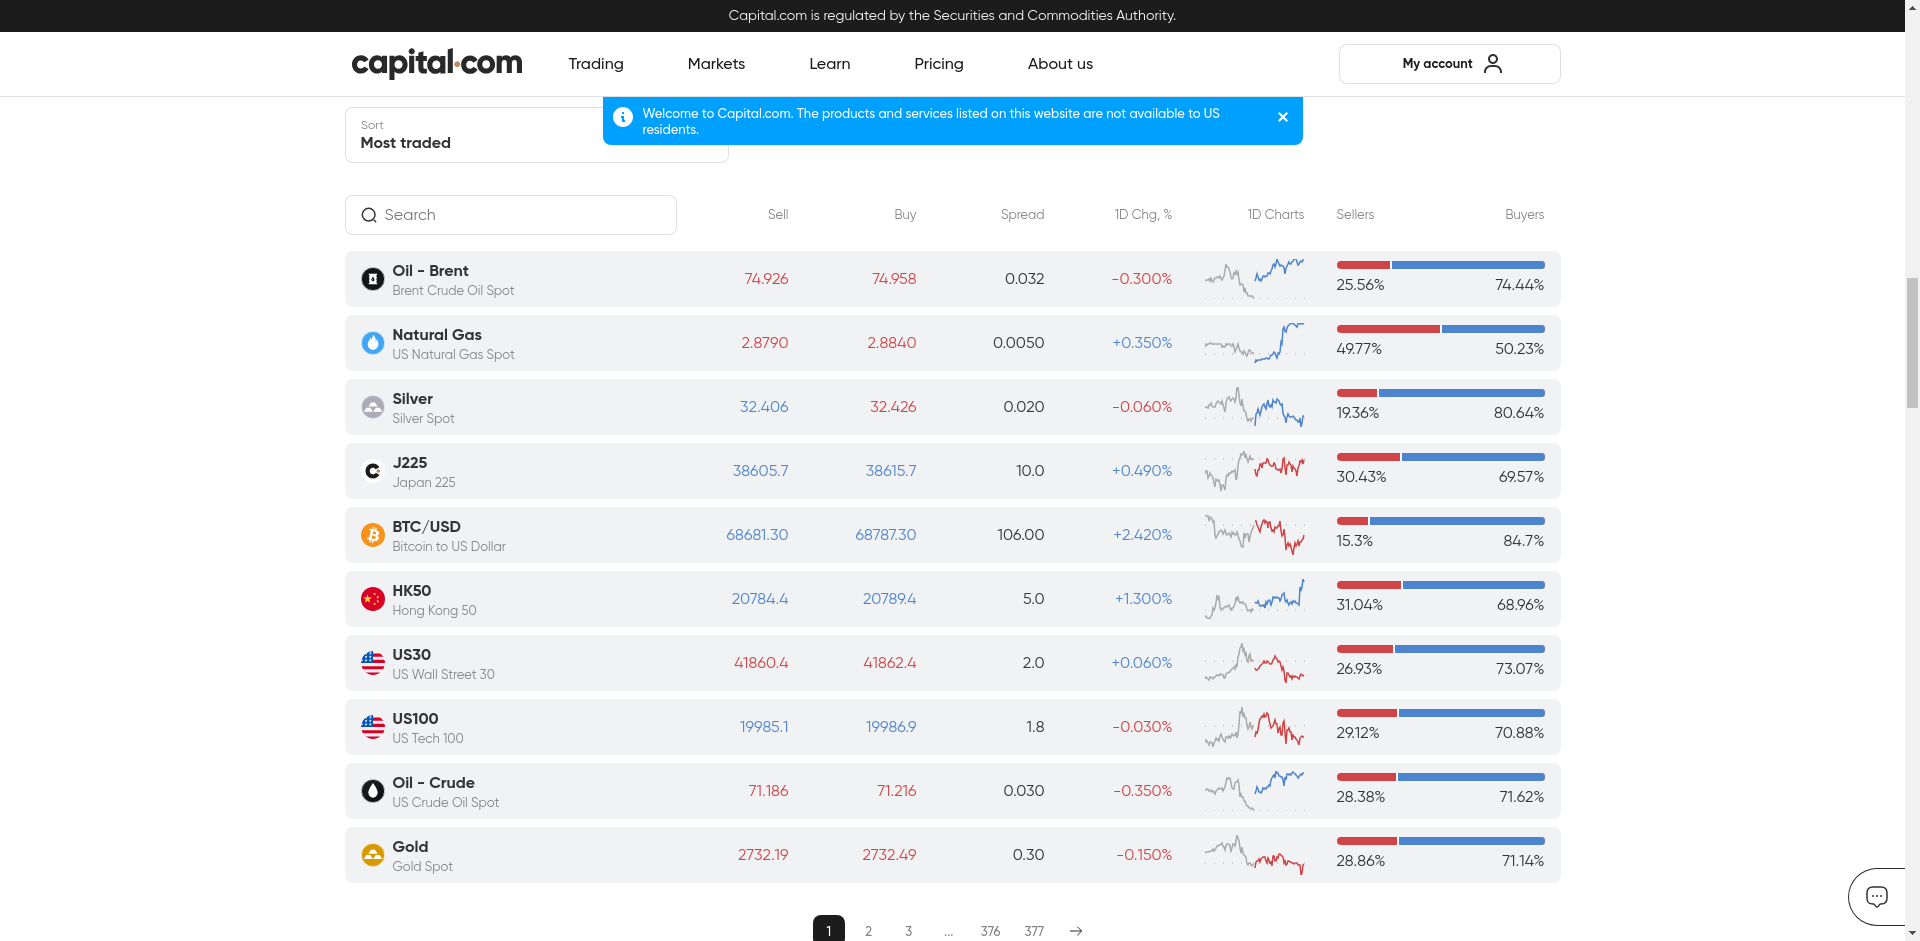 Capital.com is regulated by the Securities and Commodities Authority.
capital.com
Trading
Markets
Learn
Pricing
About us
My account
Welcome to Capital.com. The products and services listed on this website are not available to US
residents.
Sort
Most traded
Search
Sell
Buy
Spread
1D Chg, %
1D Charts
Sellers
Buyers
Oil - Brent
Brent Crude Oil Spot
74.926
74.958
0.032
-0.300%
25.56%
74.44%
Natural Gas
US Natural Gas Spot
2.8790
2.8840
0.0050
+0.350%
49.77%
50.23%
Silver
Silver Spot
32.406
32.426
0.020
-0.060%
19.36%
80.64%
J225
Japan 225
38605.7
38615.7
10.0
+0.490%
30.43%
69.57%
BTC/USD
Bitcoin to US Dollar
68681.30
68787.30
106.00
+2.420%
15.3%
84.7%
HK50
Hong Kong 50
20784.4
20789.4
5.0
+1.300%
31.04%
68.96%
US30
US Wall Street 30
41860.4
41862.4
2.0
+0.060%
26.93%
73.07%
US100
US Tech 100
19985.1
19986.9
1.8
-0.030%
29.12%
70.88%
Oil - Crude
US Crude Oil Spot
71.186
71.216
0.030
-0.350%
28.38%
71.62%
Gold
Gold Spot
2732.19
2732.49
0.30
-0.150%
28.86%
71.14%
1
2
3
...
376
377